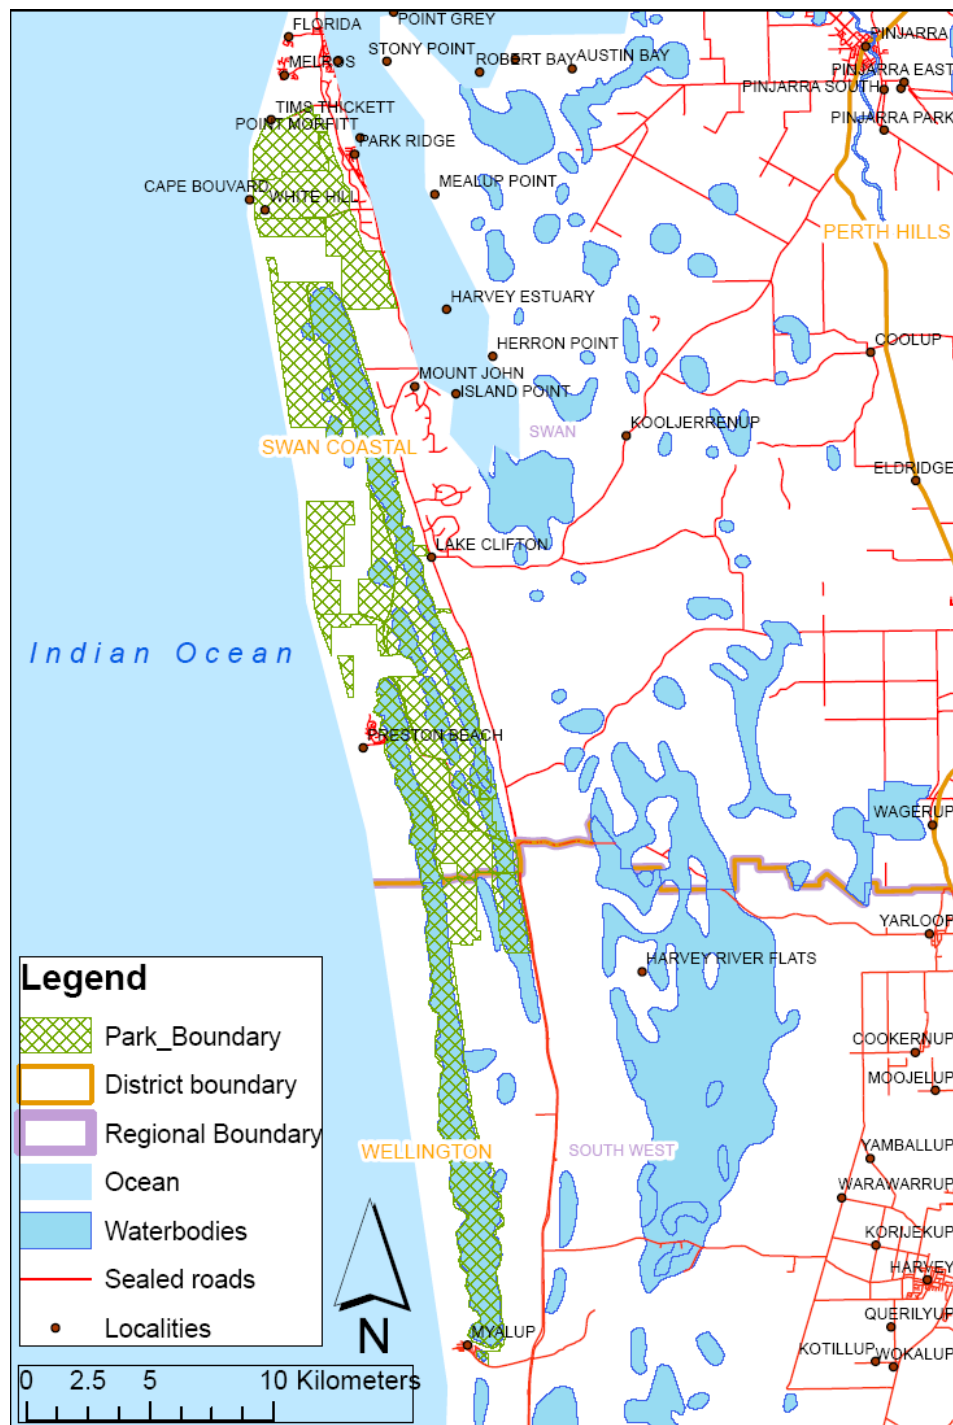 POINT GREY
FLORIDA
PINJARRA
STONY POINT
ROBERT BAY
AUSTIN BAY
MELROS
PINJARRA EAST
PINJARRA SOUTH
TIMS THICKETT
POINT MORFITT
PINJARRA PARK
PARK RIDGE
CAPE BOUVARD
WHITE HILL
MEALUP POINT
PERTH HILLS
HARVEY ESTUARY
COOLUP
HERRON POINT
MOUNT JOHN
ISLAND POINT
KOOLJERRENUP
SWAN
SWAN COASTAL
ELDRIDGE
LAKE CLIFTON
Indian Ocean
PRESTON BEACH
WAGERUP
YARLOOP
HARVEY RIVER FLATS
COOKERNUP
MOOJELUP
WELLINGTON
SOUTH WEST
YAMBALLUP
WARAWARRUP
KORIJEKUP
HARVEY
QUERILYUP
MYALUP
KOTILLUP
WOKALUP
Legend
Park_Boundary
District boundary
Regional Boundary
Ocean
Waterbodies
Sealed roads
Localities
N
0 2.5 5 10 Kilometers